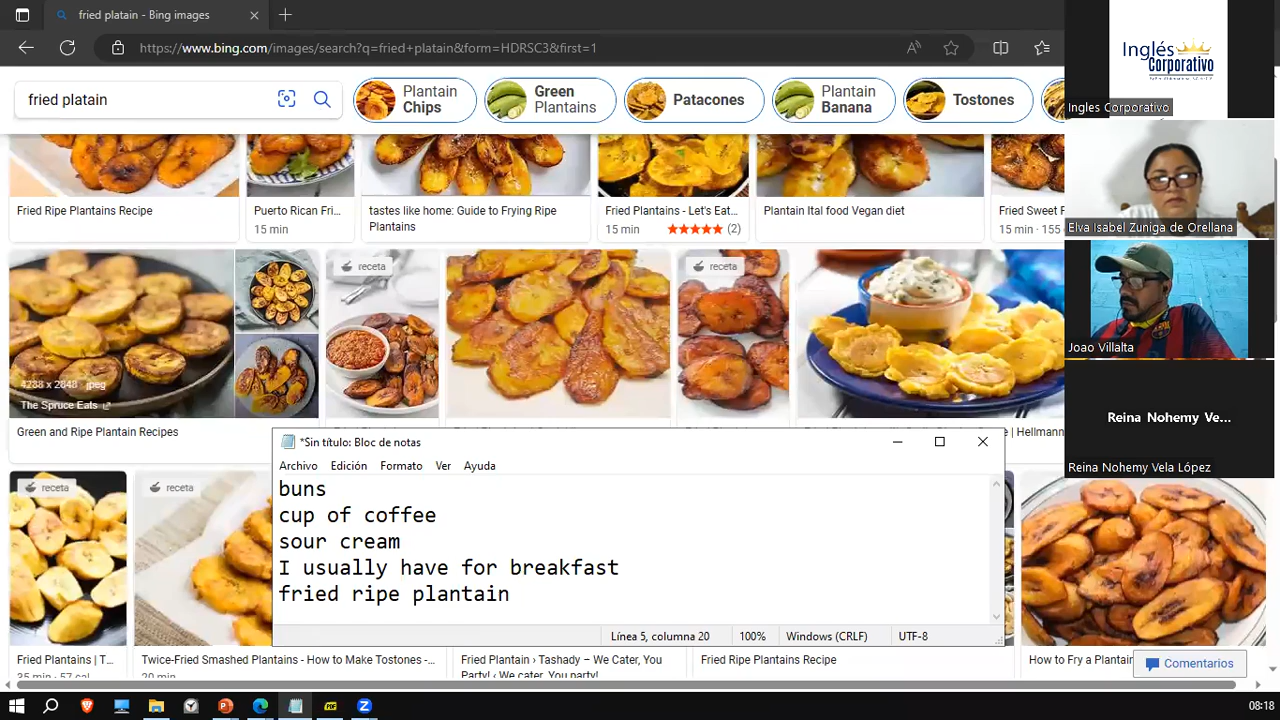 fried platain - Bing images
https://www.bing.com/images/search?q=fried+platain&form=HDRSC3&first=1
fried platain
Plantain Chips
Green Plantains
Patacones
Plantain Banana
Tostones
Inglés Corporativo
Ingles Corporativo
Elva Isabel Zuniga de Orellana
Joao Villalta
Reina Nohemy Ve...
Reina Nohemy Vela López
Fried Ripe Plantains Recipe
Puerto Rican Fri...
15 min
tastes like home: Guide to Frying Ripe
Plantains
Fried Plantains - Let's Eat...
15 min
(2)
Plantain Ital food Vegan diet
Fried Sweet P
15 min · 155
receta
receta
4288 x 2848 jpeg
The Spruce Eats
Green and Ripe Plantain Recipes
| Hellmann
*Sin título: Bloc de notas
Archivo Edición Formato Ver Ayuda
buns
cup of coffee
sour cream
I usually have for breakfast
fried ripe plantain
Línea 5, columna 20
100%
Windows (CRLF)
UTF-8
receta
receta
Fried Plantains | T...
35 min · 57 cal
Twice-Fried Smashed Plantains - How to Make Tostones -...
20 min
Fried Plantain › Tashady – We Cater, You
Party! ‹ We cater, You party!
Fried Ripe Plantains Recipe
How to Fry a Plantain
Comentarios
08:18